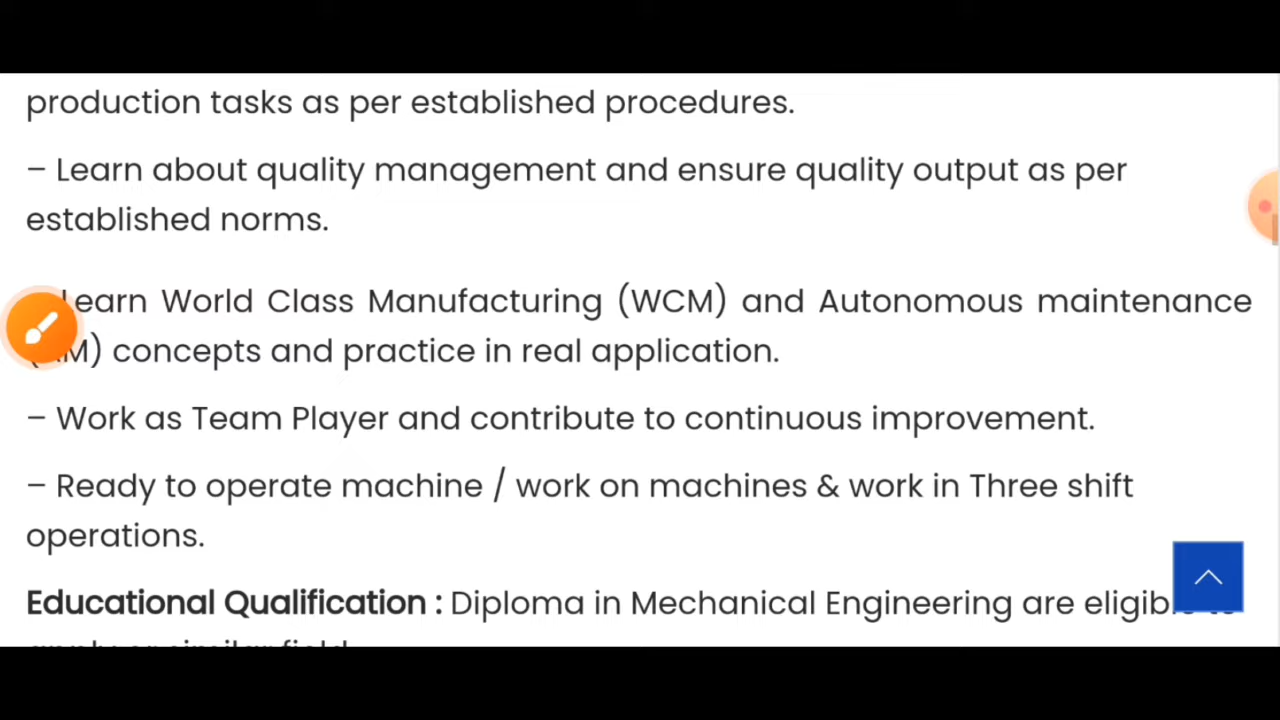 production tasks as per established procedures.
– Learn about quality management and ensure quality output as per
established norms.
Learn World Class Manufacturing (WCM) and Autonomous maintenance
concepts and practice in real application.
– Work as Team Player and contribute to continuous improvement.
– Ready to operate machine / work on machines & work in Three shift
operations.
Educational Qualification : Diploma in Mechanical Engineering are eligible to